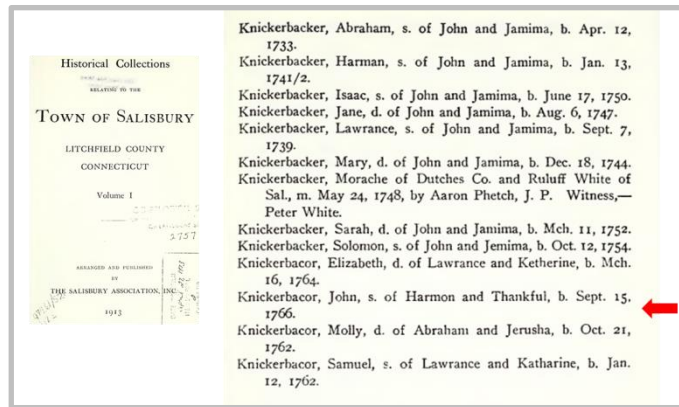 Historical Collections
RELATING TO THE
TOWN OF SALISBURY
LITCHFIELD COUNTY
CONNECTICUT
Volume I
1757
ARRANGED AND PUBLISHED
BY
THE SALISBURY ASSOCIATION, INC.
1913
Knickerbacker, Abraham, s. of John and Jamima, b. Apr. 12,
1733.
Knickerbacker, Harman, s. of John and Jamima, b. Jan. 13,
1741/2.
Knickerbacker, Isaac, s. of John and Jamima, b. June 17, 1750.
Knickerbacker, Jane, d. of John and Jamima, b. Aug. 6, 1747.
Knickerbacker, Lawrance, s. of John and Jamima, b. Sept. 7,
1739.
Knickerbacker, Mary, d. of John and Jamima, b. Dec. 18, 1744.
Knickerbacker, Morache of Dutches Co. and Ruluff White of
Sal., m. May 24, 1748, by Aaron Phetch, J. P. Witness,—
Peter White.
Knickerbacker, Sarah, d. of John and Jamima, b. Mch. 11, 1752.
Knickerbacker, Solomon, s. of John and Jemima, b. Oct. 12, 1754.
Knickerbacor, Elizabeth, d. of Lawrance and Ketherine, b. Mch.
16, 1764.
Knickerbacor, John, s. of Harmon and Thankful, b. Sept. 15,
1766.
Knickerbacor, Molly, d. of Abraham and Jerusha, b. Oct. 21,
1762.
Knickerbacor, Samuel, s. of Lawrance and Katharine, b. Jan.
12, 1762.